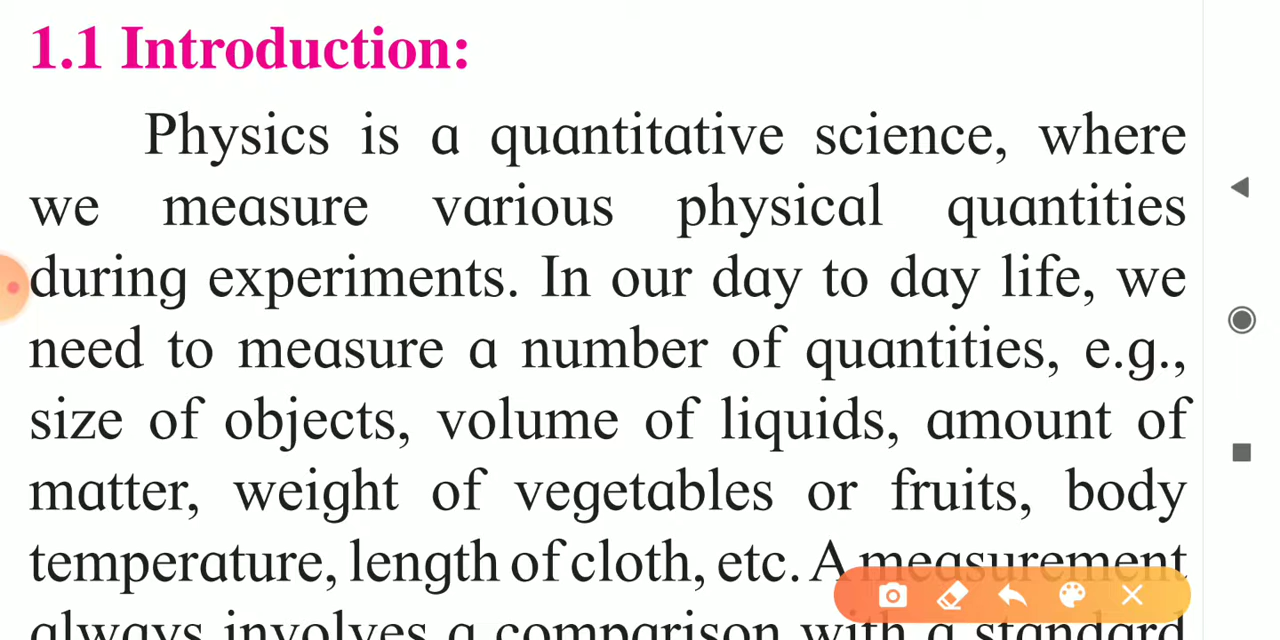 1.1 Introduction:
Physics is a quantitative science, where
we measure various physical quantities
during experiments. In our day to day life, we
need to measure a number of quantities, e.g.,
size of objects, volume of liquids, amount of
matter, weight of vegetables or fruits, body
temperature, length of cloth, etc. A measurement
always involves a comparison with a standard